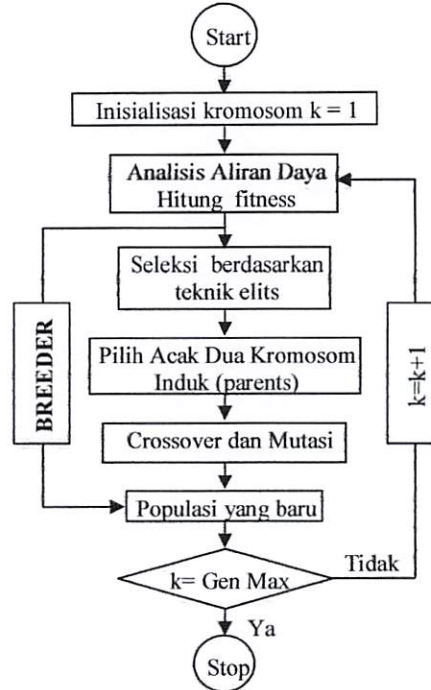 Start
Inisialisasi kromosom k = 1
Analisis Aliran Daya
Hitung fitness
Seleksi berdasarkan
teknik elits
BREEDER
k=k+1
Pilih Acak Dua Kromosom
Induk (parents)
Crossover dan Mutasi
Populasi yang baru
k= Gen Max
Tidak
Ya
Stop